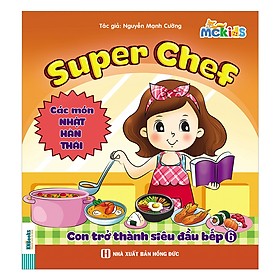 Tác giả: Nguyễn Mạnh Cường
MCKIDS
Super Chef
Các món
NHẬT
HÀN
THÁI
Con trở thành siêu đầu bếp 6
MCBooks
NHÀ XUẤT BẢN HỒNG ĐỨC